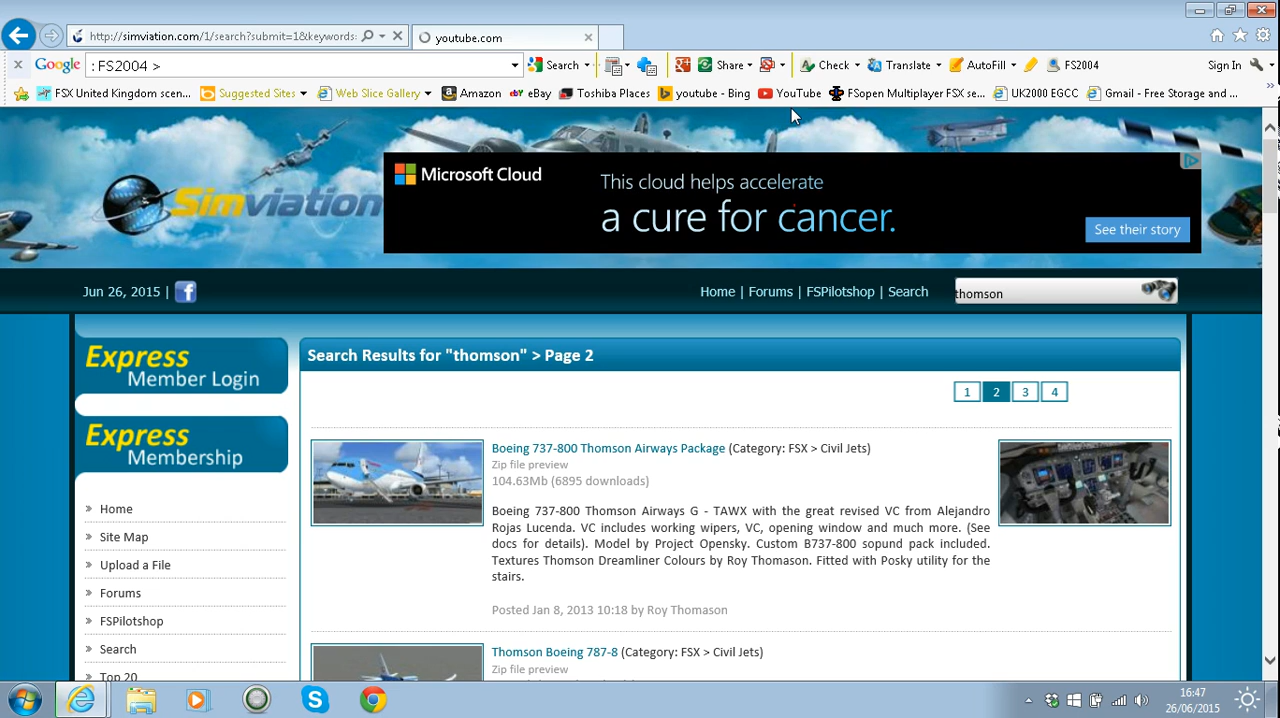 http://simviation.com/1/search?submit=1&keywords:
youtube.com
Google : FS2004 > Search Share Check Translate AutoFill FS2004 Sign In
FSX United Kingdom scen... Suggested Sites Web Slice Gallery Amazon eBay Toshiba Places youtube - Bing YouTube FSopen Multiplayer FSX se... UK2000 EGCC Gmail - Free Storage and ...
Simviation
Microsoft Cloud
This cloud helps accelerate
a cure for cancer.
See their story
Jun 26, 2015 |
Home | Forums | FSPilotshop | Search
thomson
Express
Member Login
Express
Membership
Home
Site Map
Upload a File
Forums
FSPilotshop
Search
Top 20
Search Results for "thomson" > Page 2
1 2 3 4
Boeing 737-800 Thomson Airways Package (Category: FSX > Civil Jets)
Zip file preview
104.63Mb (6895 downloads)
Boeing 737-800 Thomson Airways G - TAWX with the great revised VC from Alejandro
Rojas Lucenda. VC includes working wipers, VC, opening window and much more. (See
docs for details). Model by Project Opensky. Custom B737-800 sopund pack included.
Textures Thomson Dreamliner Colours by Roy Thomason. Fitted with Posky utility for the
stairs.
Posted Jan 8, 2013 10:18 by Roy Thomason
Thomson Boeing 787-8 (Category: FSX > Civil Jets)
Zip file preview
16:47
26/06/2015